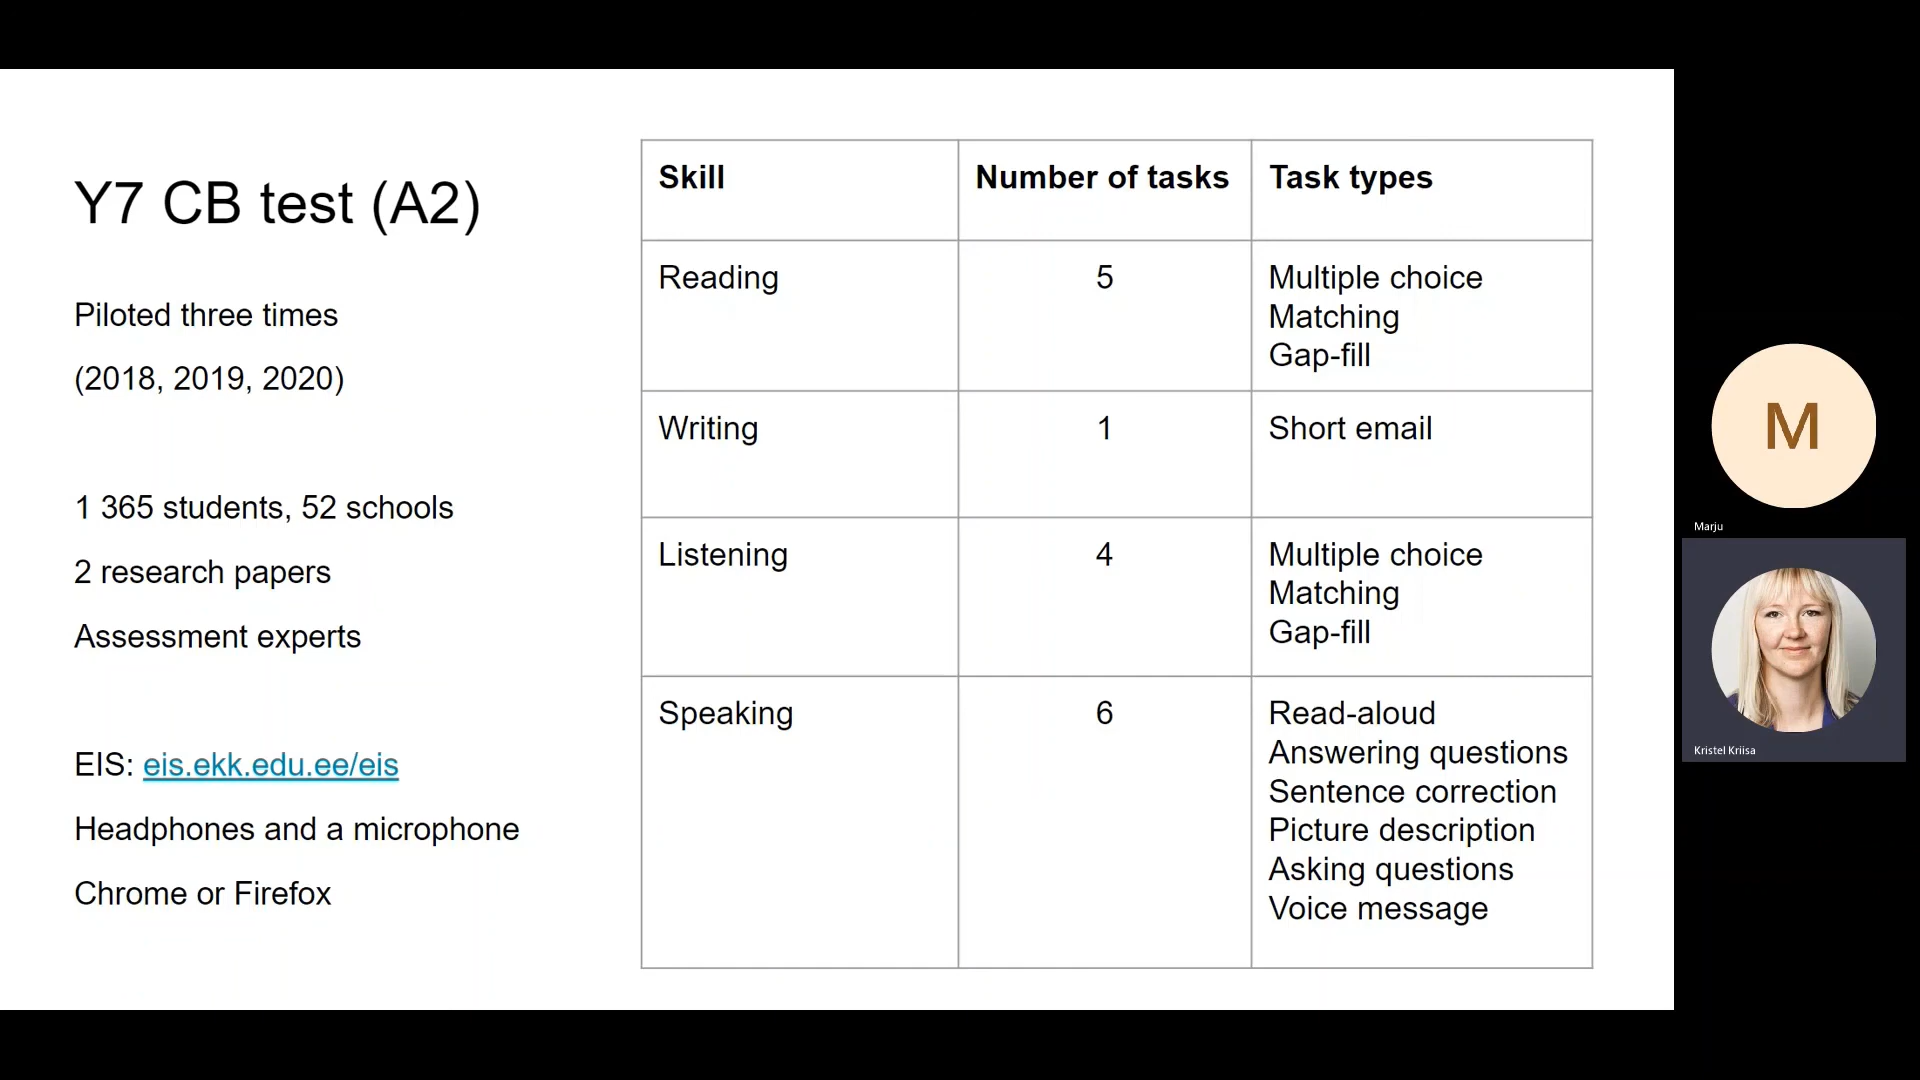 Y7 CB test (A2)
Piloted three times
(2018, 2019, 2020)
1 365 students, 52 schools
2 research papers
Assessment experts
EIS: eis.ekk.edu.ee/eis
Headphones and a microphone
Chrome or Firefox
Skill Number of tasks Task types
Reading 5 Multiple choice
Matching
Gap-fill
Writing 1 Short email
Listening 4 Multiple choice
Matching
Gap-fill
Speaking 6 Read-aloud
Answering questions
Sentence correction
Picture description
Asking questions
Voice message
M
Marju
Kristel Kriisa